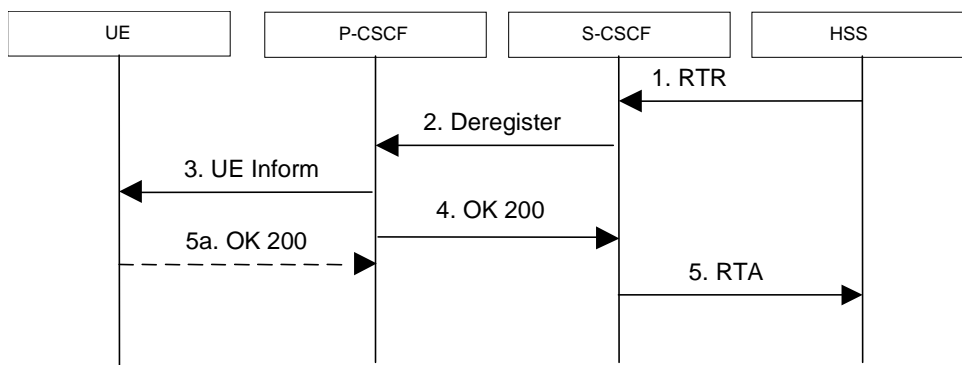 UE
P-CSCF
S-CSCF
HSS
1. RTR
2. Deregister
3. UE Inform
4. OK 200
5a. OK 200
5. RTA